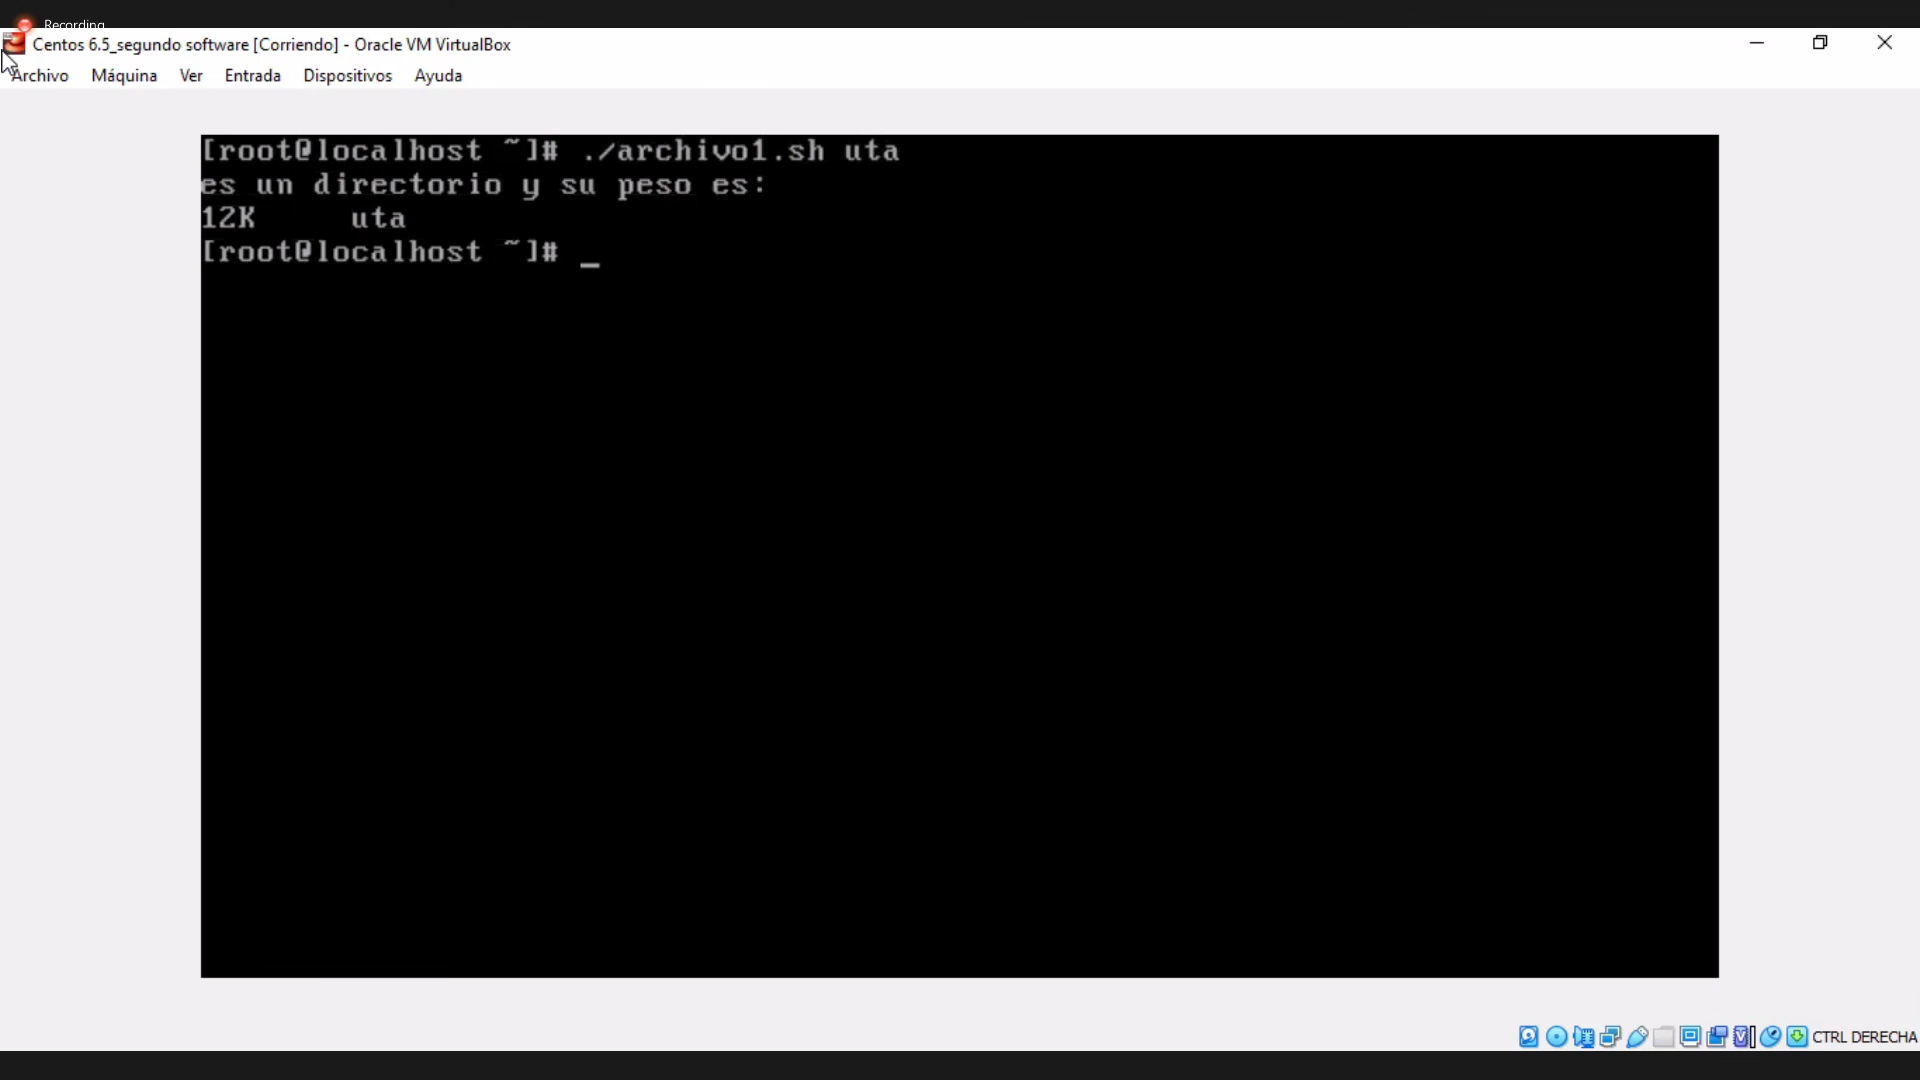 Recording
Centos 6.5_segundo software [Corriendo] - Oracle VM VirtualBox
Archivo Máquina Ver Entrada Dispositivos Ayuda
[root@localhost ~]# ./archivo1.sh uta
es un directorio y su peso es:
12K uta
[root@localhost ~]# _
CTRL DERECHA